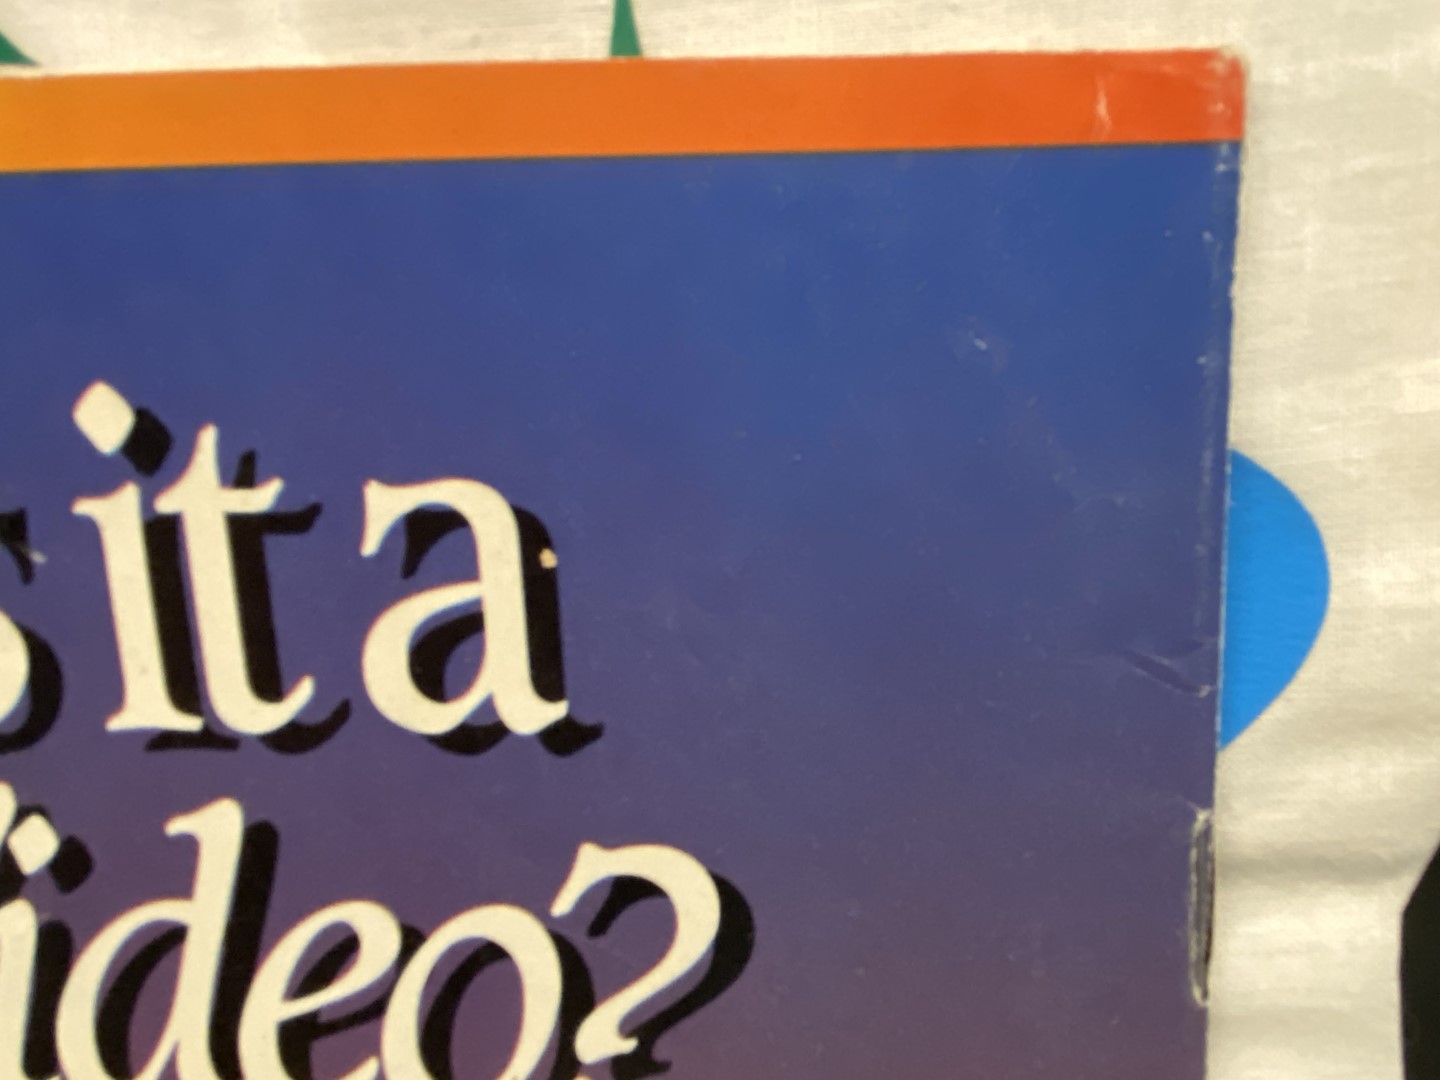 s it a
ideo?